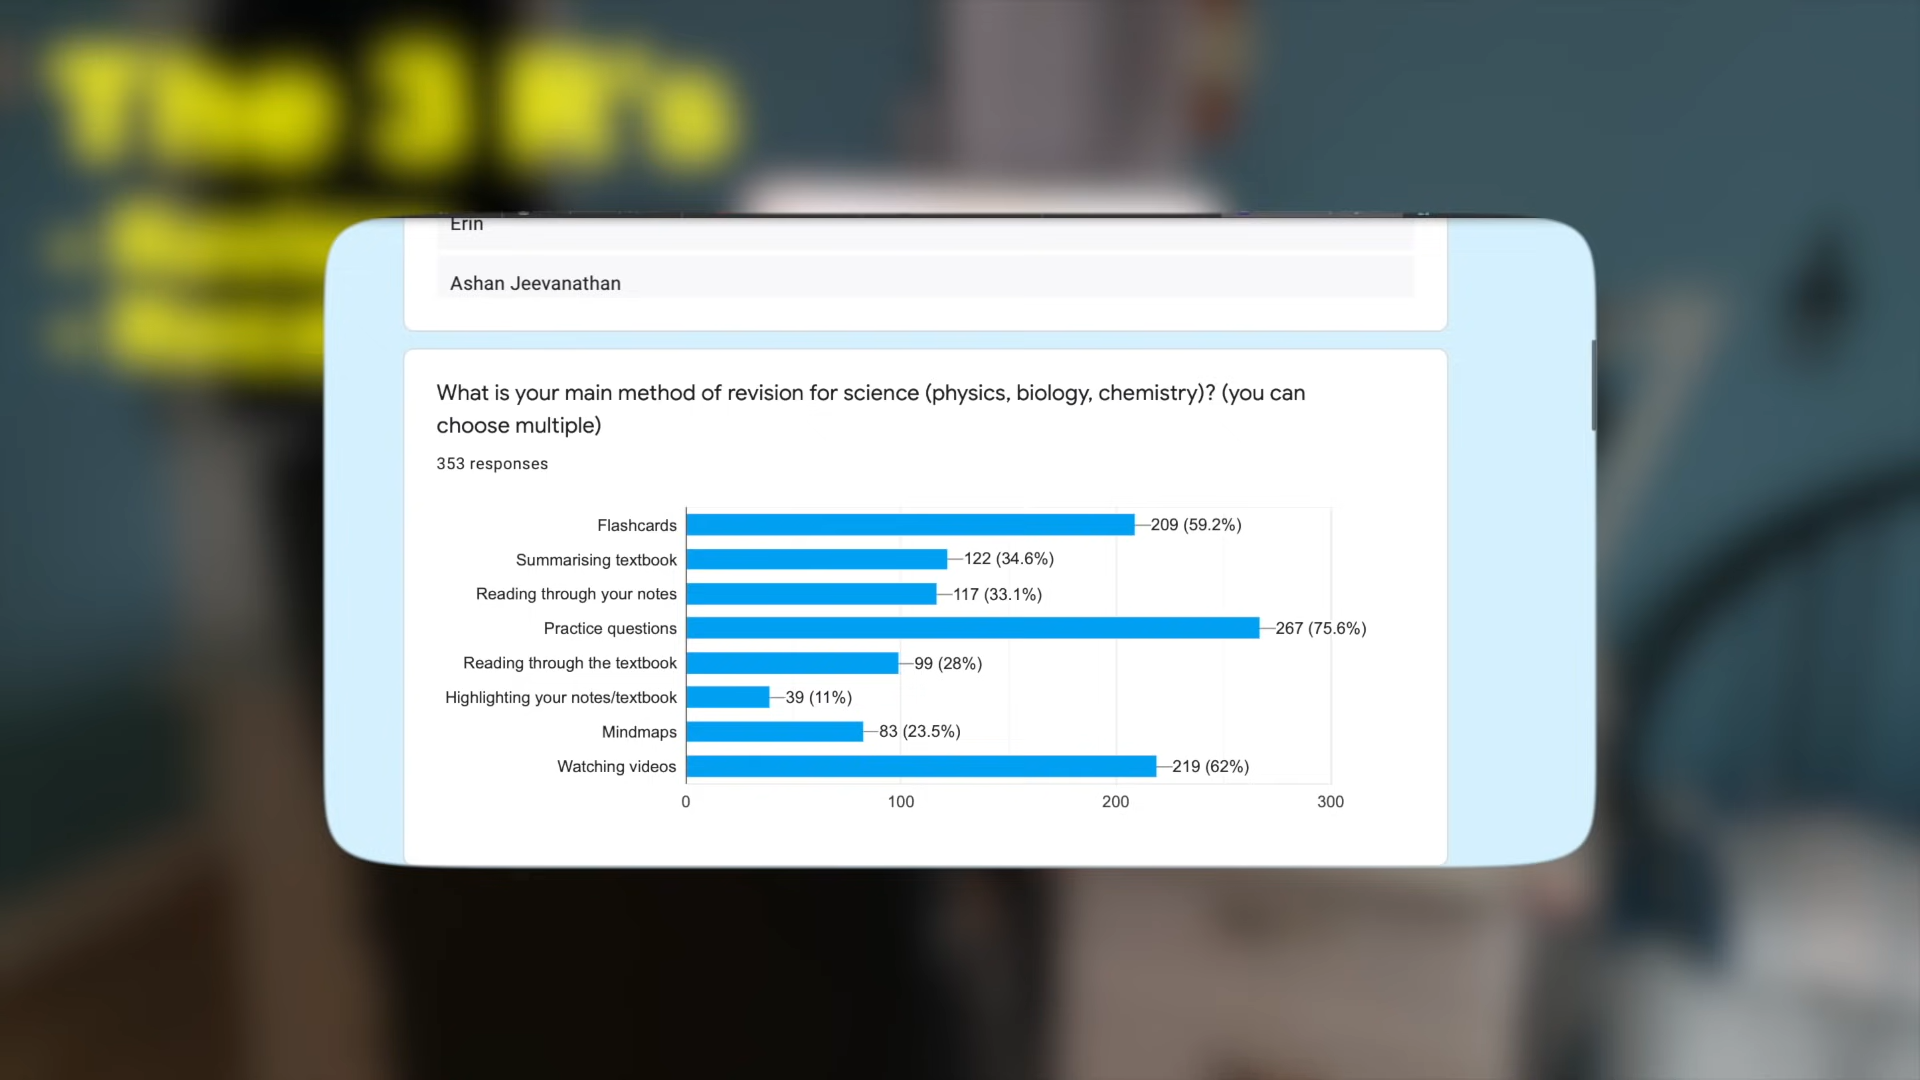 The 3 R's
Erin
Ashan Jeevanathan
What is your main method of revision for science (physics, biology, chemistry)? (you can
choose multiple)
353 responses
Flashcards 209 (59.2%)
Summarising textbook 122 (34.6%)
Reading through your notes 117 (33.1%)
Practice questions 267 (75.6%)
Reading through the textbook 99 (28%)
Highlighting your notes/textbook 39 (11%)
Mindmaps 83 (23.5%)
Watching videos 219 (62%)
0 100 200 300